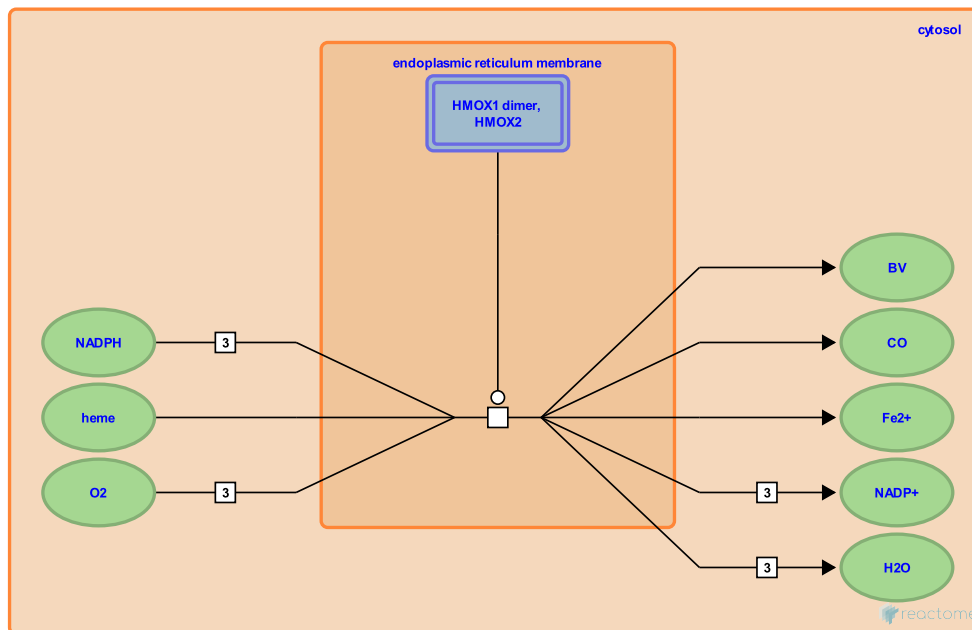 cytosol
endoplasmic reticulum membrane
HMOX1 dimer,
HMOX2
BV
NADPH
3
CO
heme
Fe2+
O2
3
3
NADP+
3
H2O
reactome